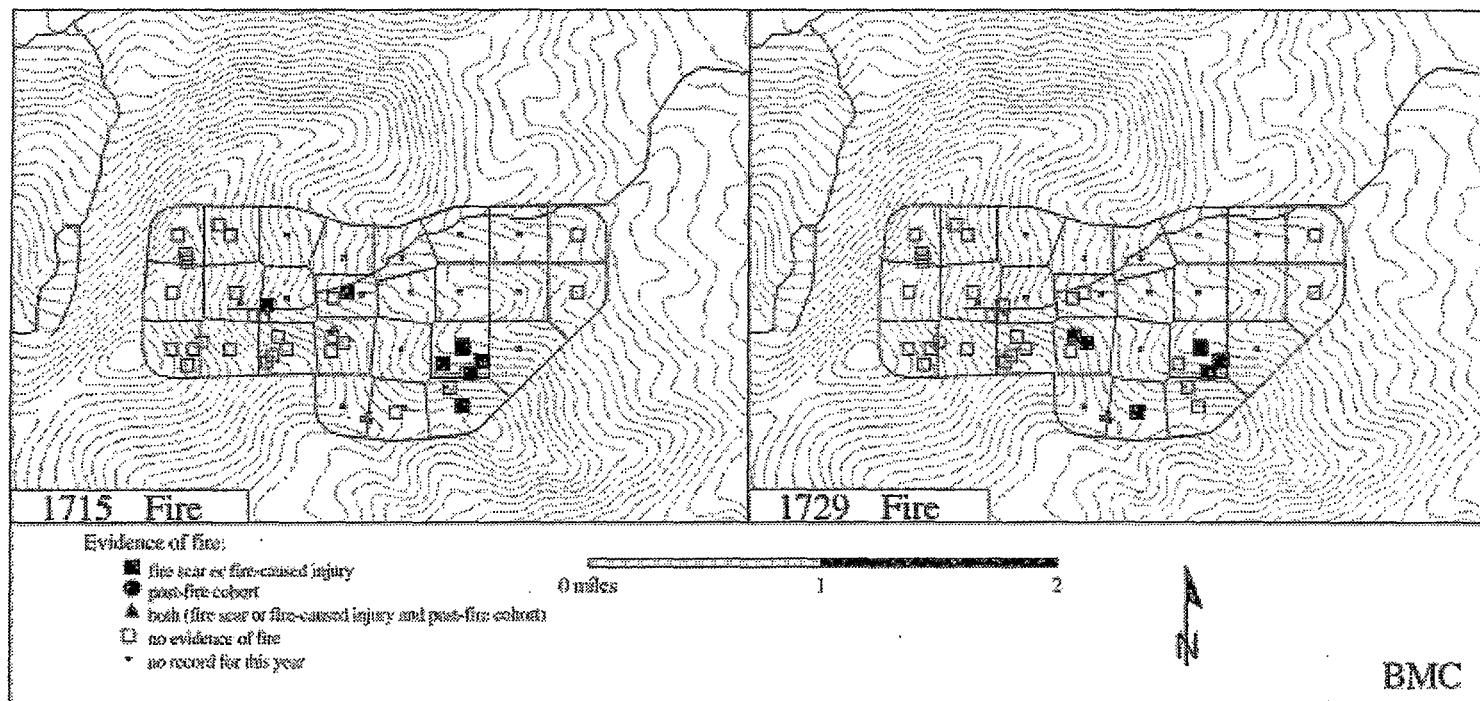 1715 Fire
1729 Fire
Evidence of fire:
fire scar or fire-caused injury
post-fire cohort
both (fire scar or fire-caused injury and post-fire cohort)
no evidence of fire
no record for this year
0 miles 1 2
N
BMC